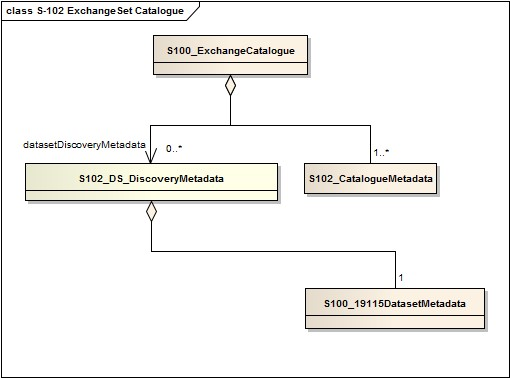 class S-102 ExchangeSet Catalogue
S100_ExchangeCatalogue
datasetDiscoveryMetadata
0..*
1..*
S102_DS_DiscoveryMetadata
S102_CatalogueMetadata
1
S100_19115DatasetMetadata